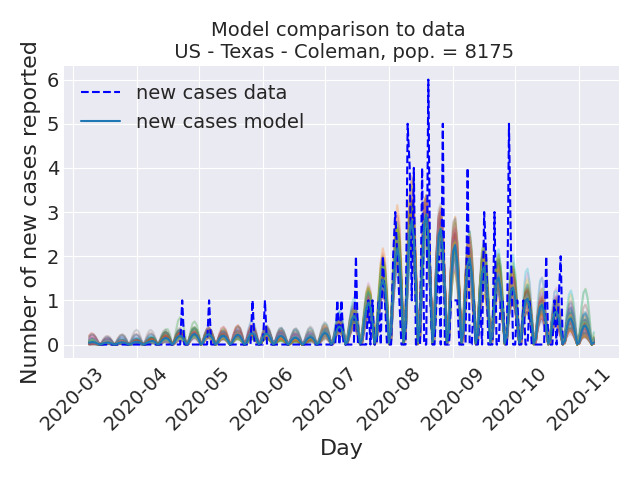 Model comparison to data
US - Texas - Coleman, pop. = 8175
Number of new cases reported
6
5
4
3
2
1
0
new cases data
new cases model
2020-03
2020-04
2020-05
2020-06
2020-07
2020-08
2020-09
2020-10
2020-11
Day